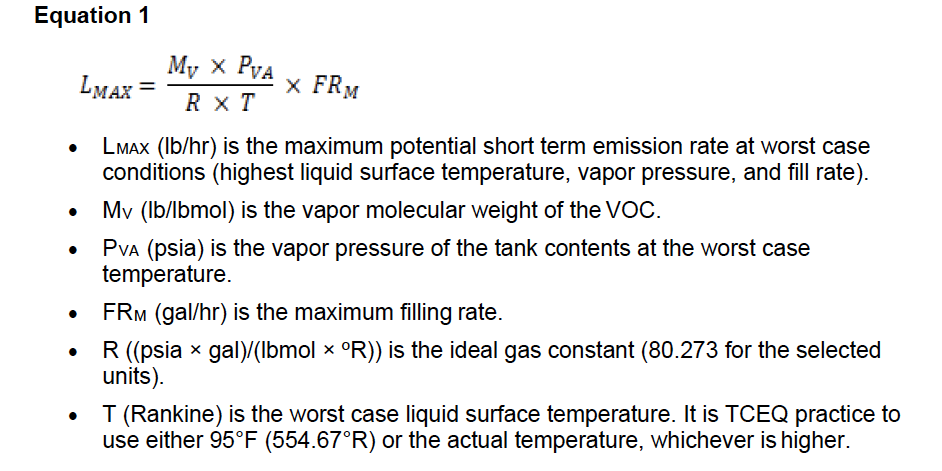 Equation 1
L_MAX = (M_V × P_VA) / (R × T) × FR_M
• LMAX (lb/hr) is the maximum potential short term emission rate at worst case
conditions (highest liquid surface temperature, vapor pressure, and fill rate).
• MV (lb/lbmol) is the vapor molecular weight of the VOC.
• PVA (psia) is the vapor pressure of the tank contents at the worst case
temperature.
• FRM (gal/hr) is the maximum filling rate.
• R ((psia × gal)/(lbmol × ºR)) is the ideal gas constant (80.273 for the selected
units).
• T (Rankine) is the worst case liquid surface temperature. It is TCEQ practice to
use either 95°F (554.67°R) or the actual temperature, whichever is higher.